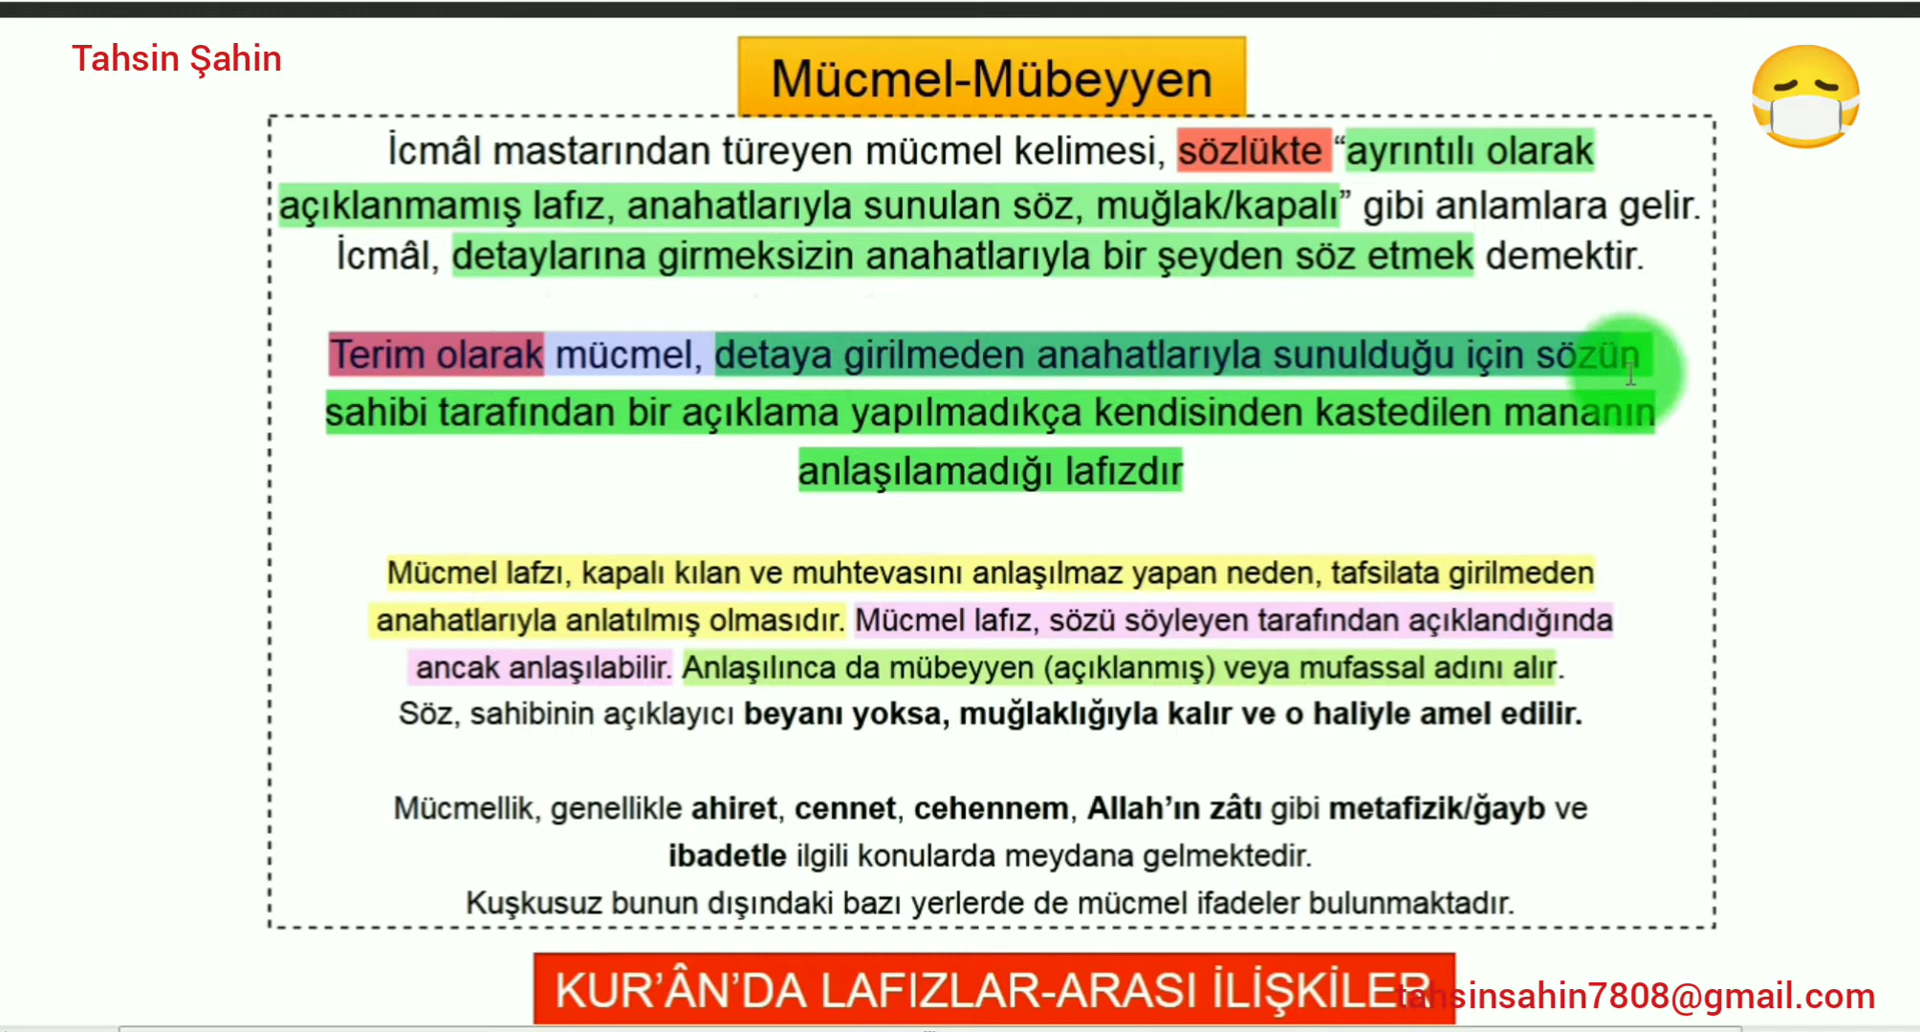 Tahsin Şahin
Mücmel-Mübeyyen
İcmâl mastarından türeyen mücmel kelimesi, sözlükte “ayrıntılı olarak
açıklanmamış lafız, anahatlarıyla sunulan söz, muğlak/kapalı” gibi anlamlara gelir.
İcmâl, detaylarına girmeksizin anahatlarıyla bir şeyden söz etmek demektir.
Terim olarak mücmel, detaya girilmeden anahatlarıyla sunulduğu için sözün
sahibi tarafından bir açıklama yapılmadıkça kendisinden kastedilen mananın
anlaşılamadığı lafızdır
Mücmel lafzı, kapalı kılan ve muhtevasını anlaşılmaz yapan neden, tafsilata girilmeden
anahatlarıyla anlatılmış olmasıdır. Mücmel lafız, sözü söyleyen tarafından açıklandığında
ancak anlaşılabilir. Anlaşılınca da mübeyyen (açıklanmış) veya mufassal adını alır.
Söz, sahibinin açıklayıcı beyanı yoksa, muğlaklığıyla kalır ve o haliyle amel edilir.
Mücmellik, genellikle ahiret, cennet, cehennem, Allah’ın zâtı gibi metafizik/ğayb ve
ibadetle ilgili konularda meydana gelmektedir.
Kuşkusuz bunun dışındaki bazı yerlerde de mücmel ifadeler bulunmaktadır.
KUR’ÂN’DA LAFIZLAR-ARASI İLİŞKİLER
tahsinsahin7808@gmail.com